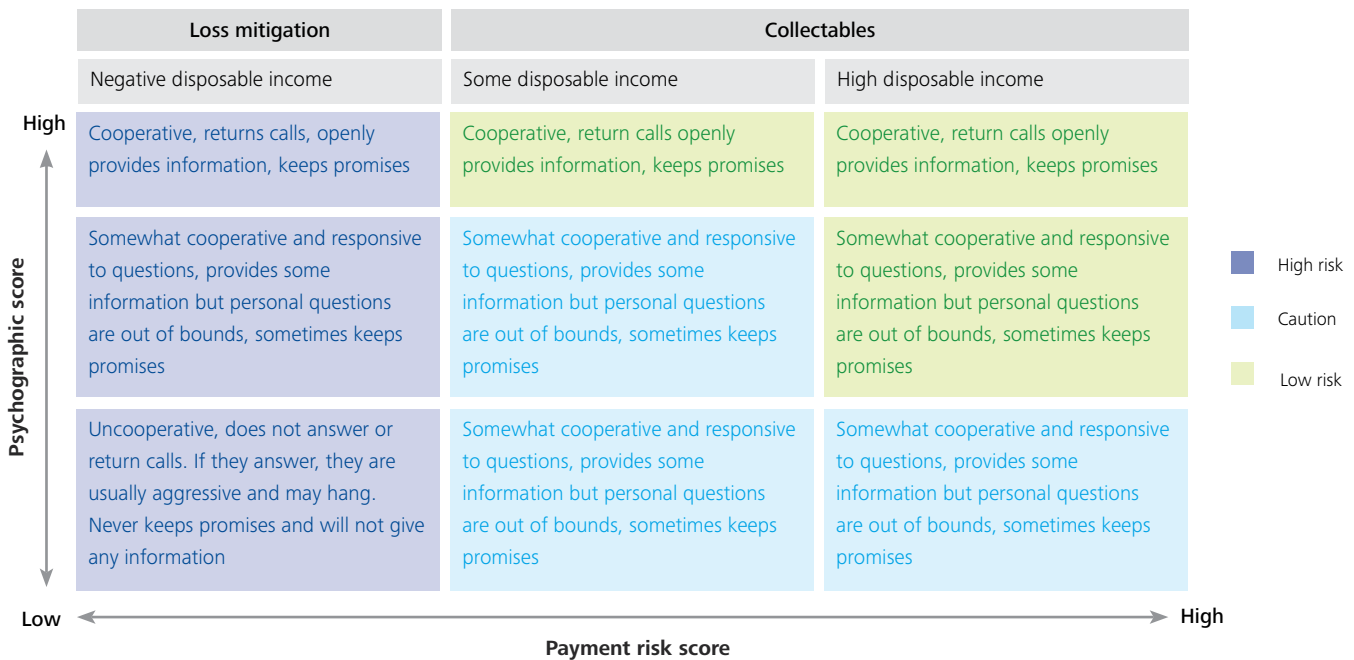 Loss mitigation
Collectables
Negative disposable income
Some disposable income
High disposable income
High
Cooperative, returns calls, openly
provides information, keeps promises
Cooperative, return calls openly
provides information, keeps promises
Cooperative, return calls openly
provides information, keeps promises
Somewhat cooperative and responsive
to questions, provides some
information but personal questions
are out of bounds, sometimes keeps
promises
Somewhat cooperative and responsive
to questions, provides some
information but personal questions
are out of bounds, sometimes keeps
promises
Somewhat cooperative and responsive
to questions, provides some
information but personal questions
are out of bounds, sometimes keeps
promises
High risk
Caution
Low risk
Psychographic score
Uncooperative, does not answer or
return calls. If they answer, they are
usually aggressive and may hang.
Never keeps promises and will not give
any information
Somewhat cooperative and responsive
to questions, provides some
information but personal questions
are out of bounds, sometimes keeps
promises
Somewhat cooperative and responsive
to questions, provides some
information but personal questions
are out of bounds, sometimes keeps
promises
Low
High
Payment risk score